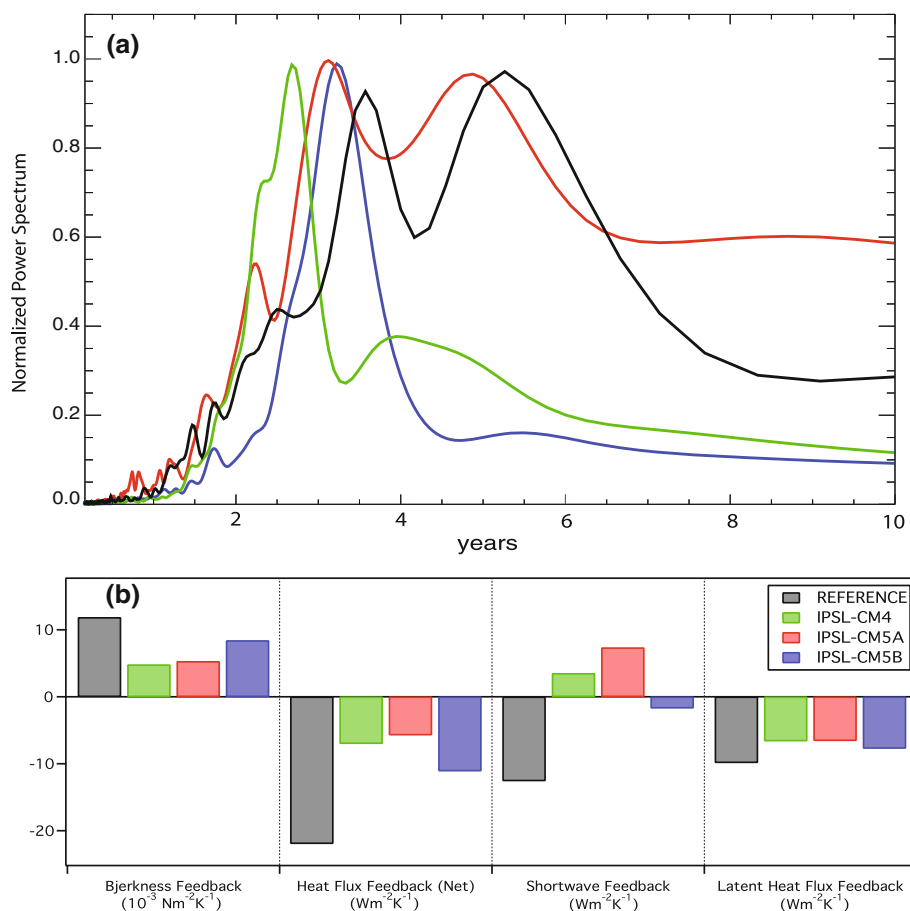 (a)
Normalized Power Spectrum
1.0
0.8
0.6
0.4
0.2
0.0
2 4 6 8 10
years
(b)
REFERENCE
IPSL-CM4
IPSL-CM5A
IPSL-CM5B
10
0
-10
-20
Bjerkness Feedback
(10⁻³ Nm⁻²K⁻¹)
Heat Flux Feedback (Net)
(Wm⁻²K⁻¹)
Shortwave Feedback
(Wm⁻²K⁻¹)
Latent Heat Flux Feedback
(Wm⁻²K⁻¹)